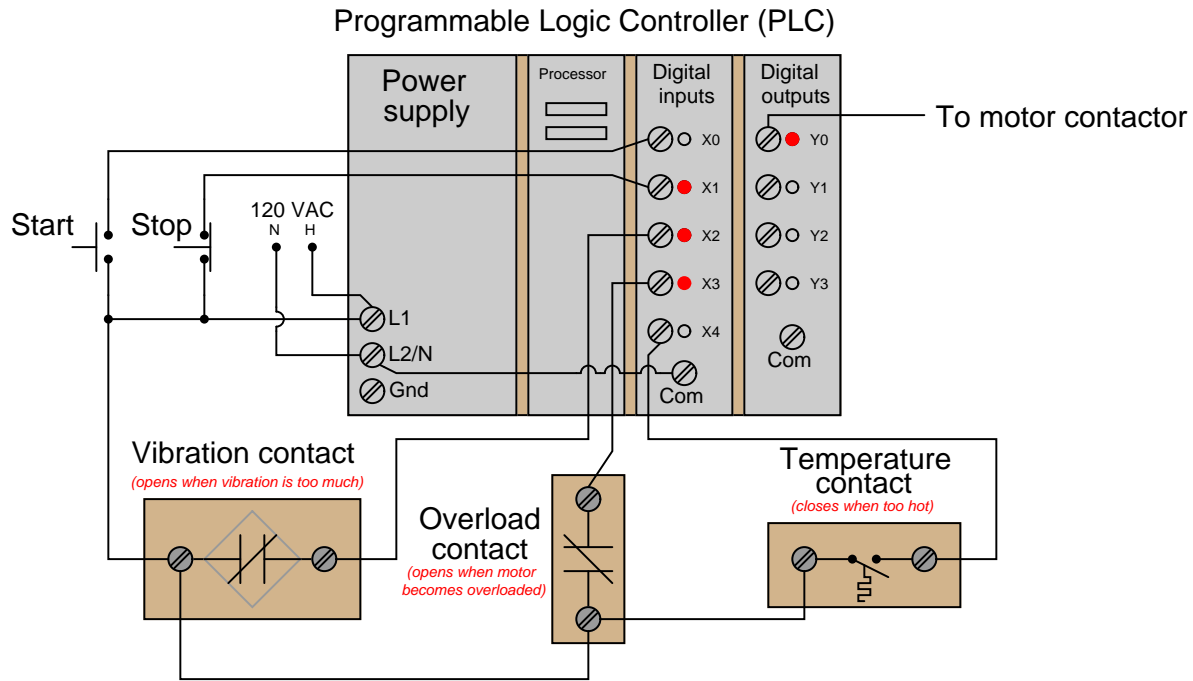 Programmable Logic Controller (PLC)
Power
supply
Processor
Digital
inputs
Digital
outputs
X0
Y0
To motor contactor
X1
Y1
Start
Stop
120 VAC
N
H
X2
Y2
X3
Y3
L1
X4
L2/N
Com
Com
Gnd
Vibration contact
(opens when vibration is too much)
Overload
contact
(opens when motor
becomes overloaded)
Temperature
contact
(closes when too hot)